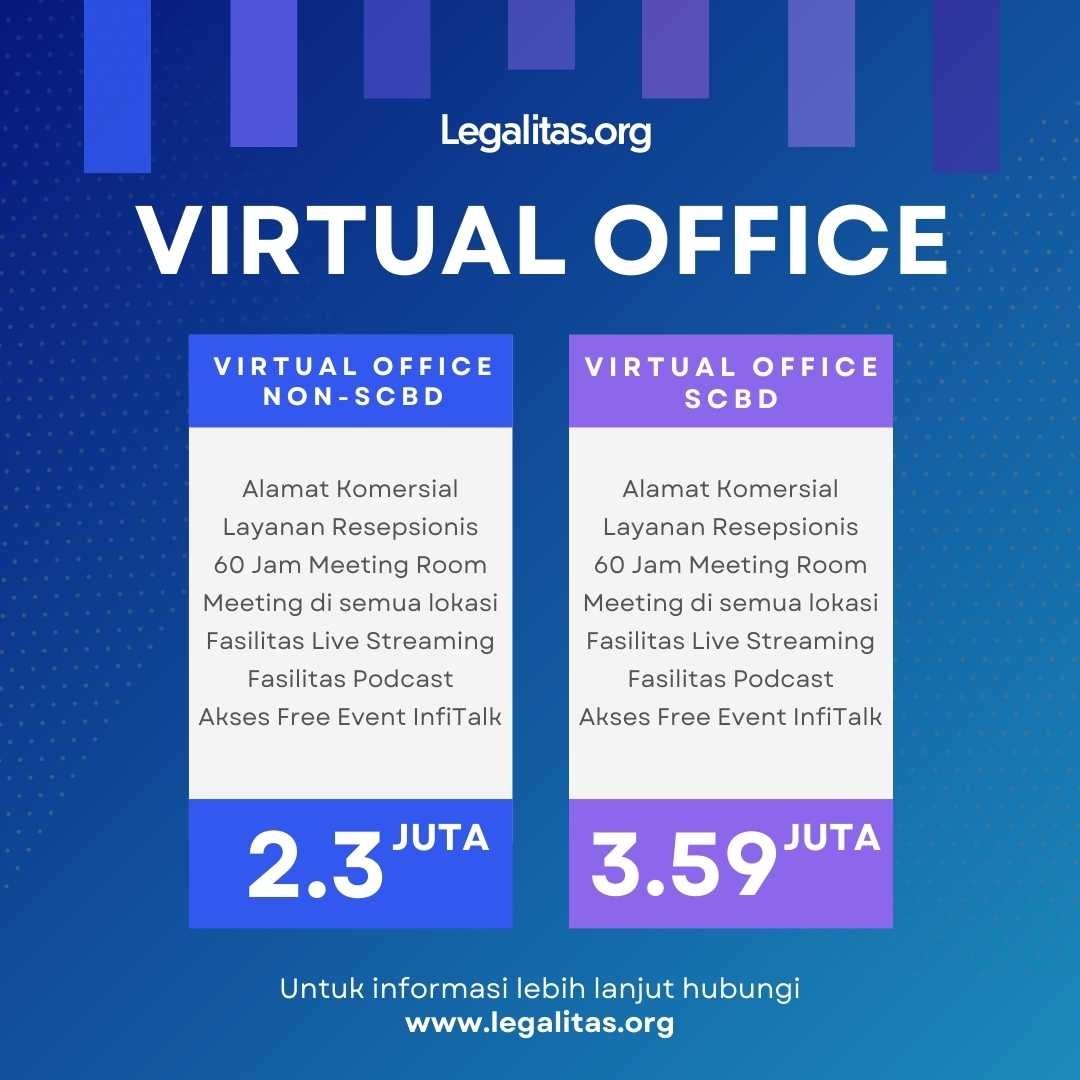 Legalitas.org
VIRTUAL OFFICE
VIRTUAL OFFICE
NON-SCBD
Alamat Komersial
Layanan Resepsionis
60 Jam Meeting Room
Meeting di semua lokasi
Fasilitas Live Streaming
Fasilitas Podcast
Akses Free Event InfiTalk
2.3 JUTA
VIRTUAL OFFICE
SCBD
Alamat Komersial
Layanan Resepsionis
60 Jam Meeting Room
Meeting di semua lokasi
Fasilitas Live Streaming
Fasilitas Podcast
Akses Free Event InfiTalk
3.59 JUTA
Untuk informasi lebih lanjut hubungi
www.legalitas.org